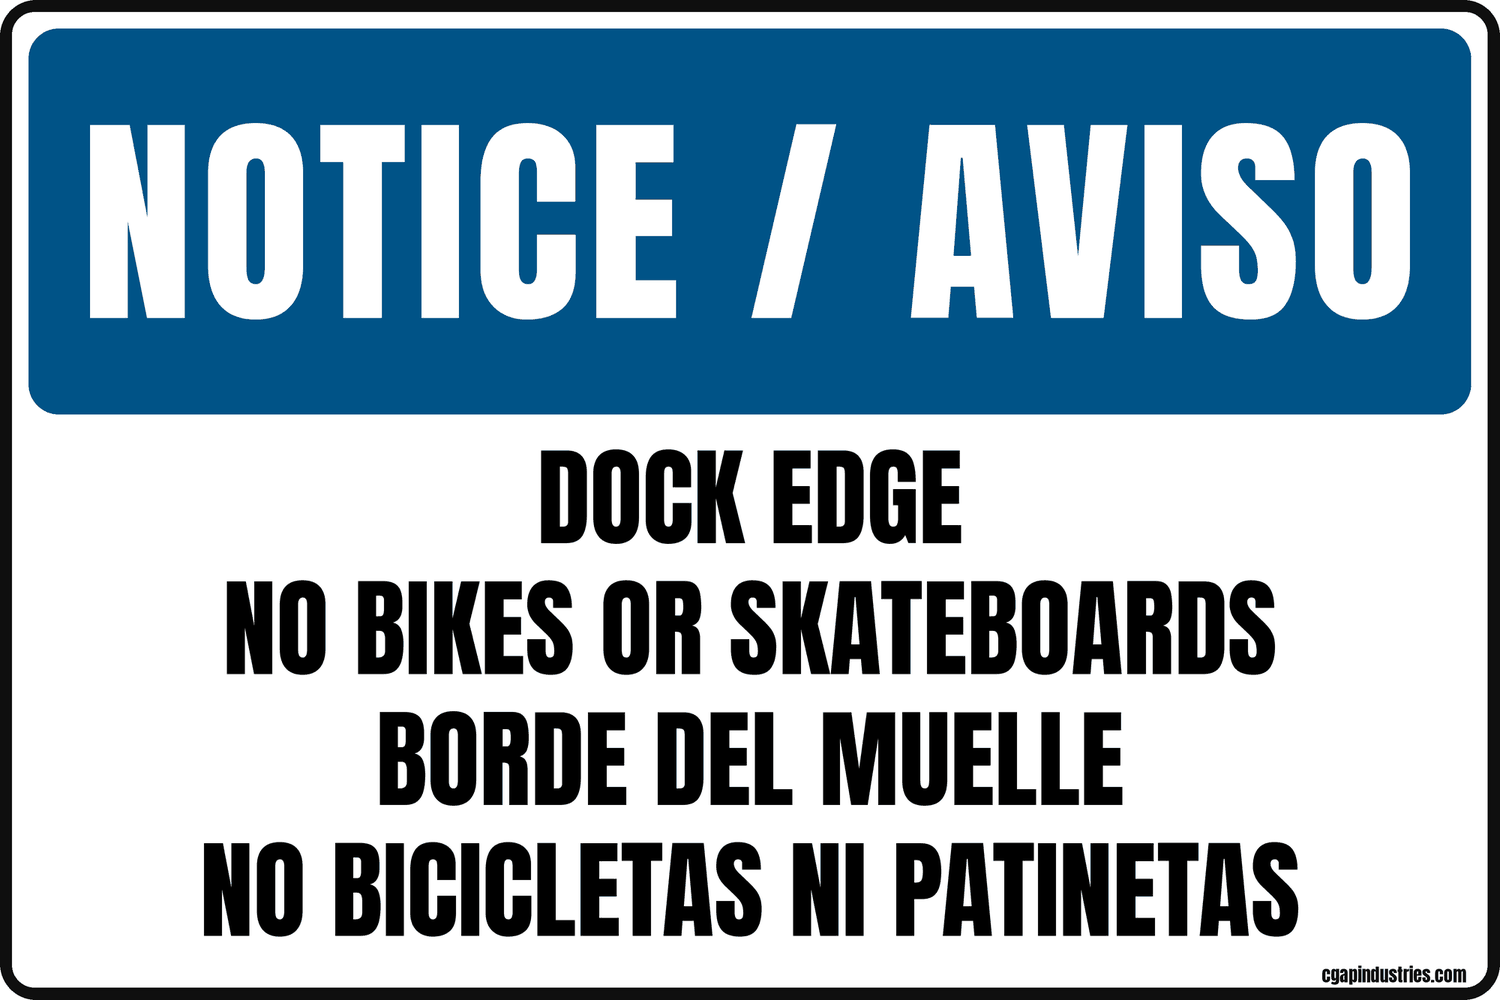 NOTICE / AVISO
DOCK EDGE
NO BIKES OR SKATEBOARDS
BORDE DEL MUELLE
NO BICICLETAS NI PATINETAS
cgapindustries.com